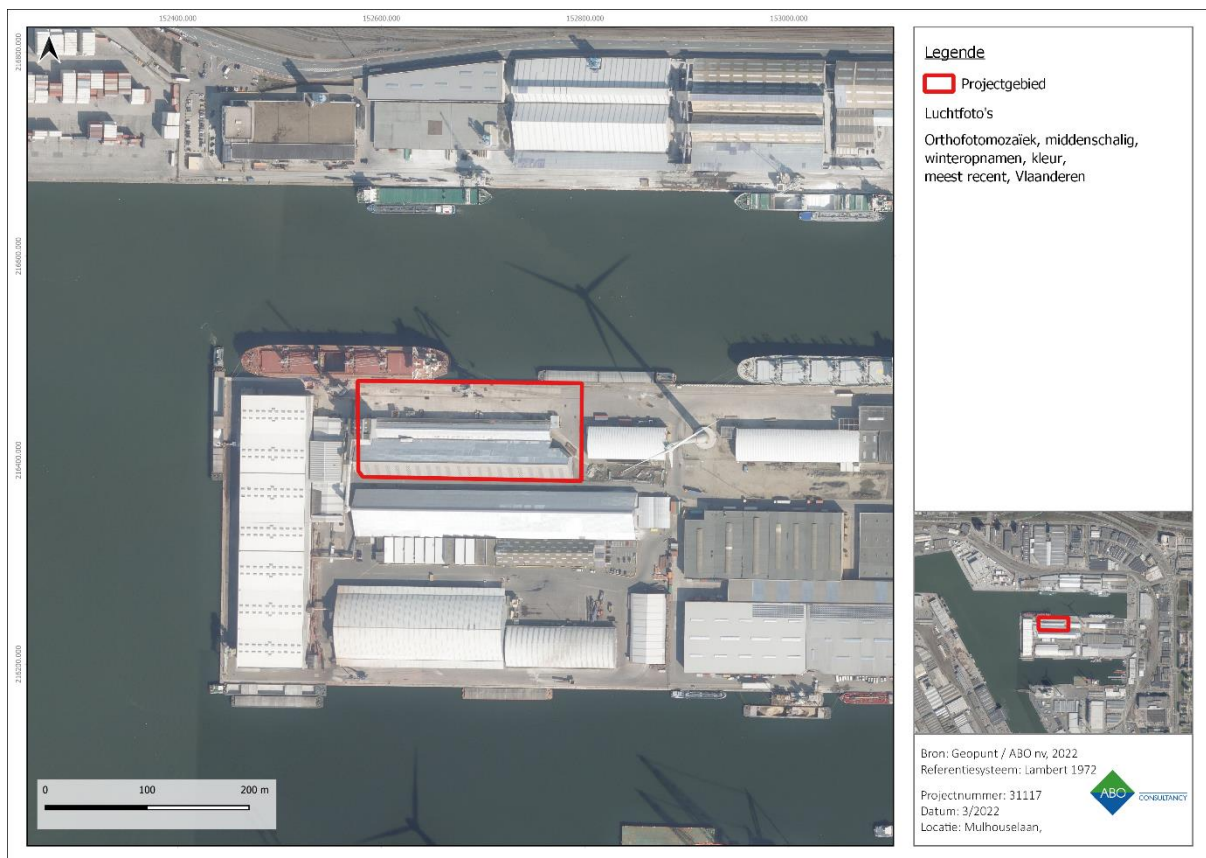 152400.000
152600.000
152800.000
153000.000
216800.000
216600.000
216400.000
216200.000
0
100
200 m
Legende
Projectgebied
Luchtfoto's
Orthofotomozaïek, middenschalig,
winteropnamen, kleur,
meest recent, Vlaanderen
Bron: Geopunt / ABO nv, 2022
Referentiesysteem: Lambert 1972
Projectnummer: 31117
Datum: 3/2022
Locatie: Mulhouselaan,
ABO
CONSULTANCY